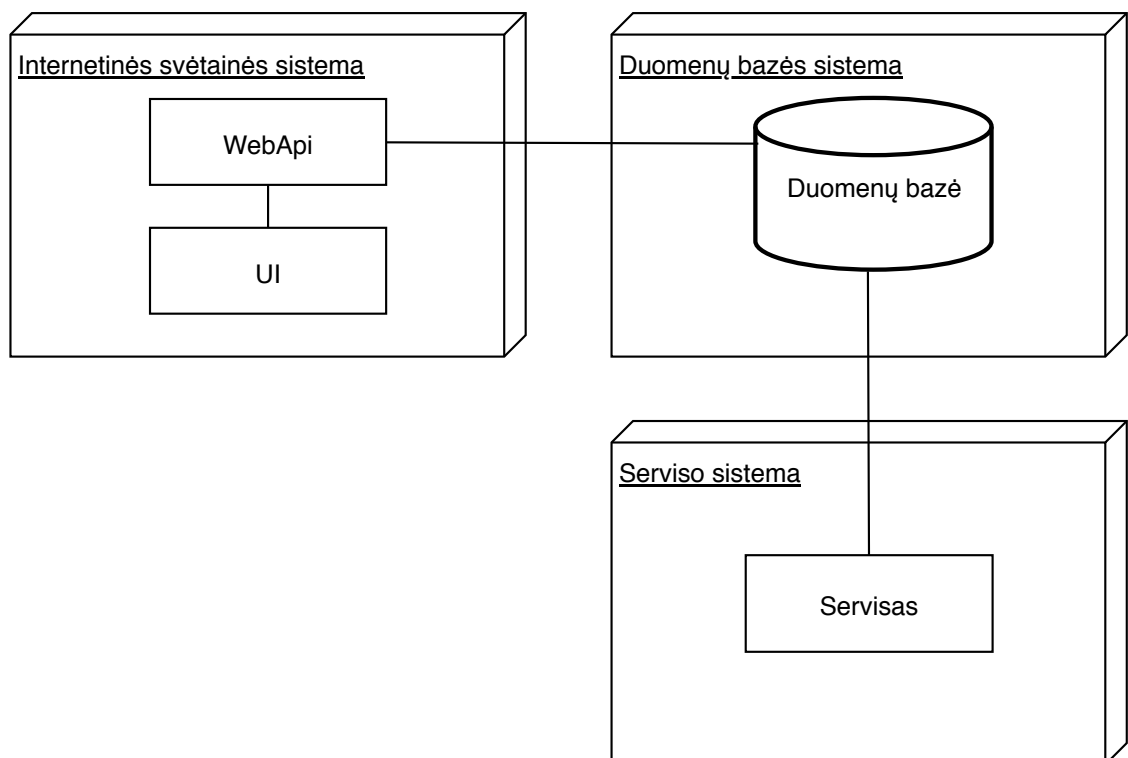 Internetinės svėtainės sistema
WebApi
UI
Duomenų bazės sistema
Duomenų bazė
Serviso sistema
Servisas